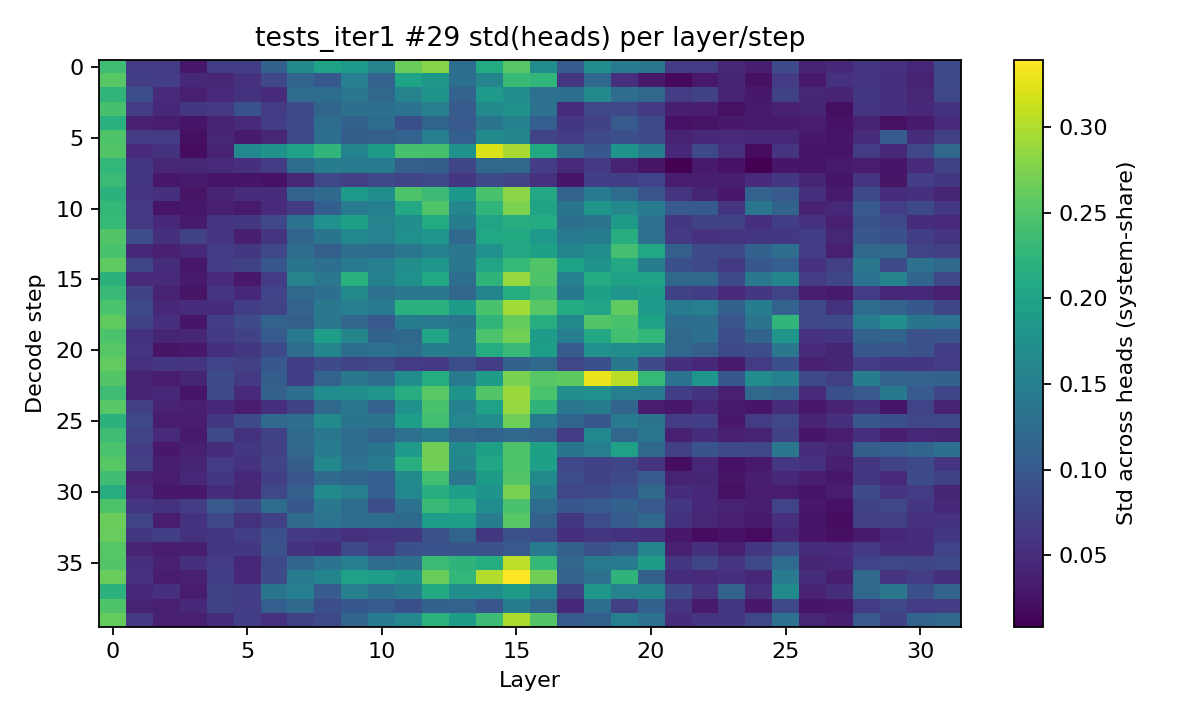 tests_iter1 #29 std(heads) per layer/step
0
5
10
15
20
25
30
35
Decode step
0 5 10 15 20 25 30
Layer
0.30
0.25
0.20
0.15
0.10
0.05
Std across heads (system-share)